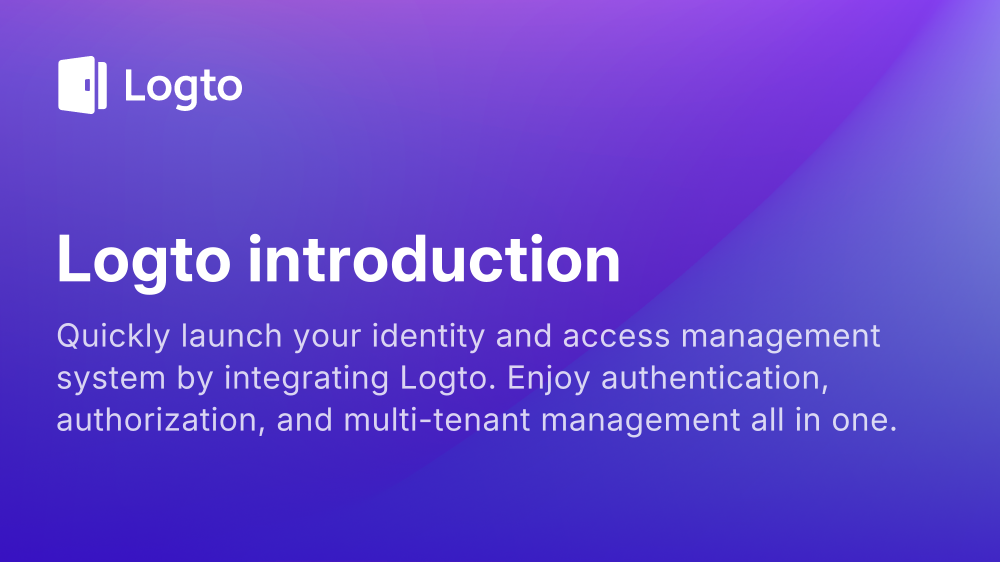 Logto
Logto introduction
Quickly launch your identity and access management
system by integrating Logto. Enjoy authentication,
authorization, and multi-tenant management all in one.